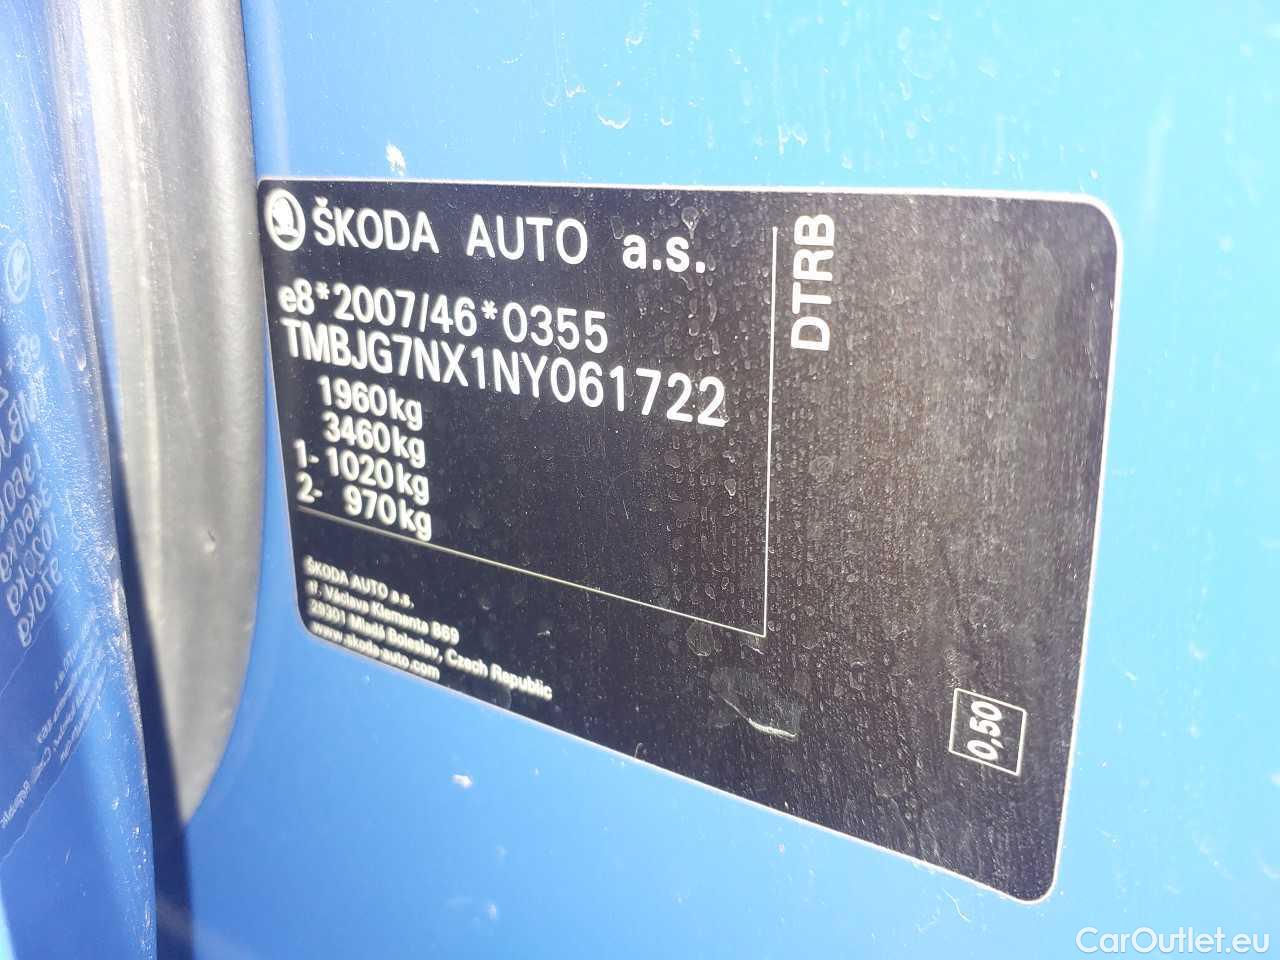 ŠKODA AUTO a.s.
e8*2007/46*0355
TMBJG7NX1NY061722
1960kg
3460kg
1- 1020kg
2- 970kg
ŠKODA AUTO a.s.
tř. Václava Klementa 869
29301 Mladá Boleslav, Czech Republic
www.skoda-auto.com
DTRB
0,50
CarOutlet.eu